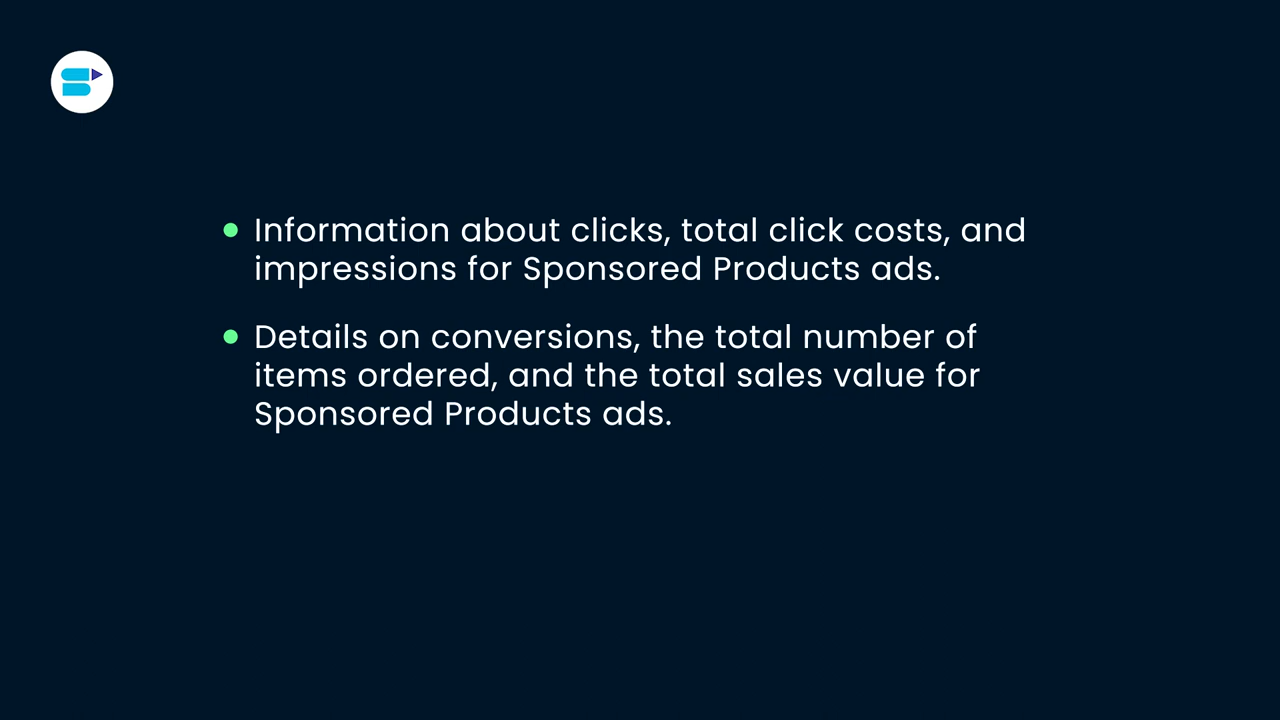 Information about clicks, total click costs, and
impressions for Sponsored Products ads.
Details on conversions, the total number of
items ordered, and the total sales value for
Sponsored Products ads.